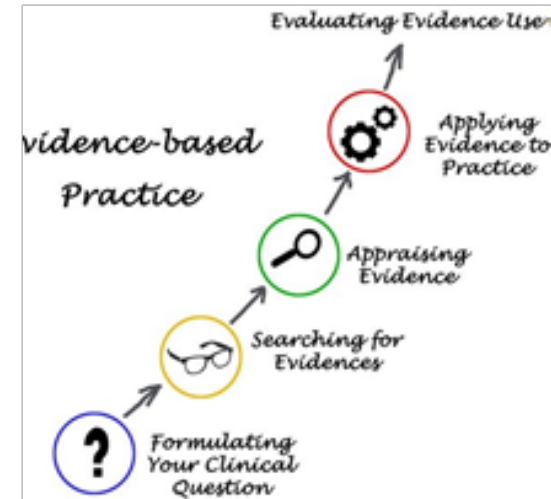 Evaluating Evidence Use
Applying
Evidence to
Practice
vidence-based
Practice
Appraising
Evidence
Searching for
Evidences
Formulating
Your Clinical
Question